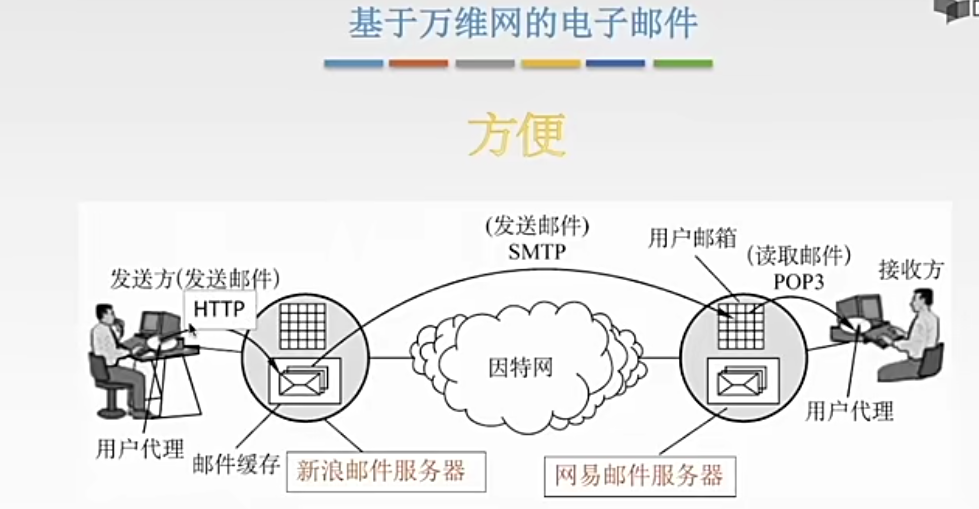 基于万维网的电子邮件
方便
(发送邮件)
SMTP
用户邮箱
(读取邮件)
POP3
接收方
发送方(发送邮件)
HTTP
因特网
用户代理
用户代理
邮件缓存
新浪邮件服务器
网易邮件服务器